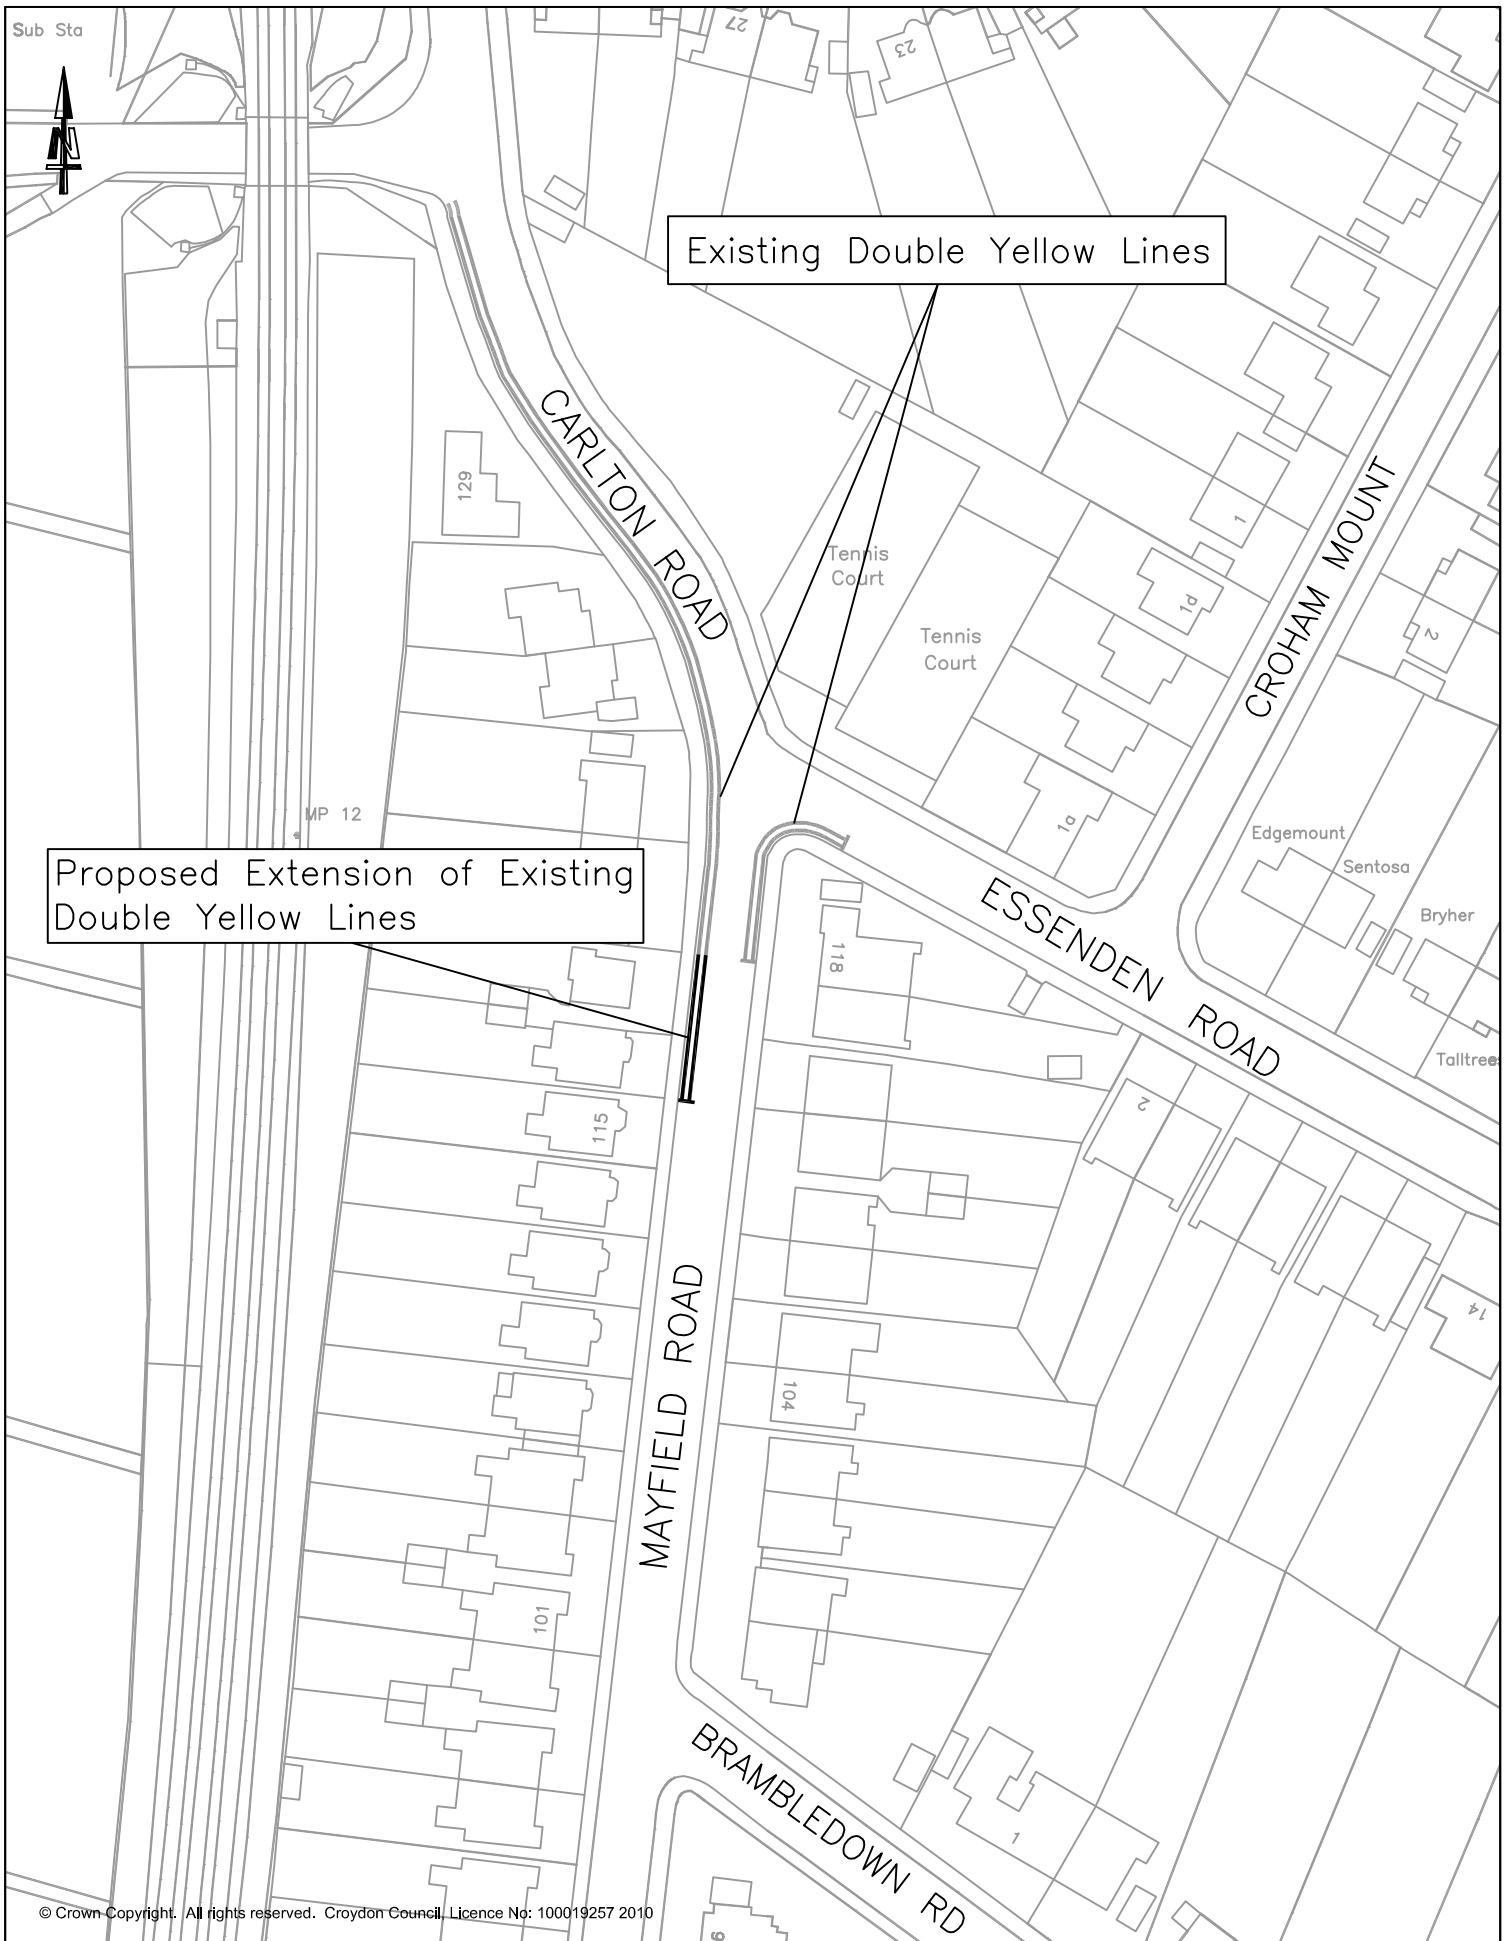 Sub Sta
27
23
N
Existing Double Yellow Lines
CARLTON ROAD
129
CROHAM MOUNT
1
Tennis
Court
1d
Tennis
Court
2
MP 12
1a
Edgemount
Sentosa
Bryher
Proposed Extension of Existing
Double Yellow Lines
ESSENDEN ROAD
118
Talltrees
115
2
14
MAYFIELD ROAD
104
101
BRAMBLEDOWN RD
1
© Crown Copyright. All rights reserved. Croydon Council, Licence No: 100019257 2010